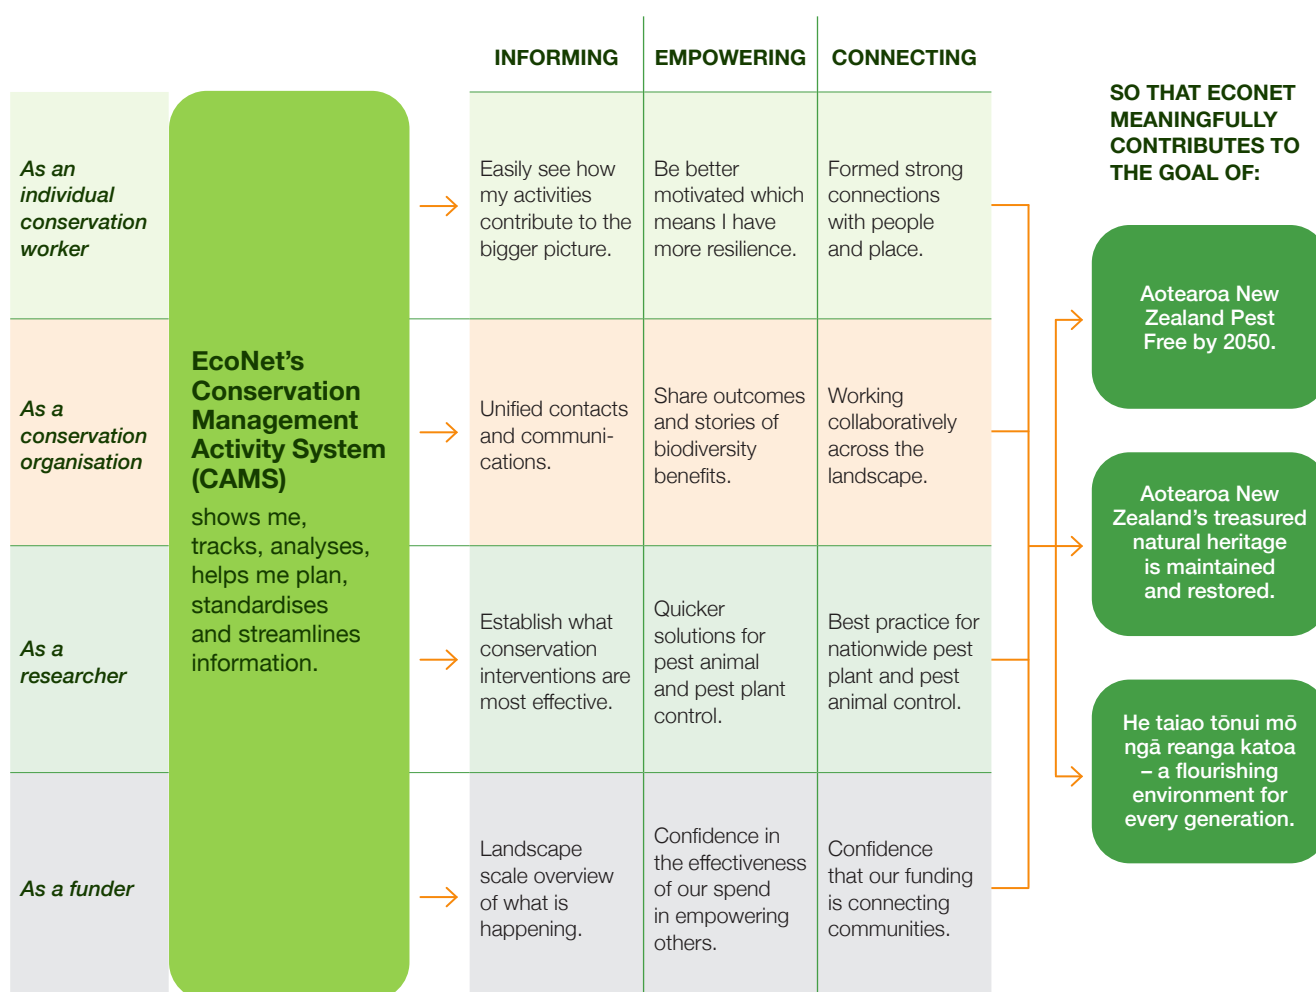 INFORMING
EMPOWERING
CONNECTING
SO THAT ECONET
MEANINGFULLY
CONTRIBUTES TO
THE GOAL OF:
As an
individual
conservation
worker
EcoNet's
Conservation
Management
Activity System
(CAMS)
shows me,
tracks, analyses,
helps me plan,
standardises
and streamlines
information.
Easily see how
my activities
contribute to the
bigger picture.
Be better
motivated which
means I have
more resilience.
Formed strong
connections
with people
and place.
As a
conservation
organisation
Unified contacts
and communi-
cations.
Share outcomes
and stories of
biodiversity
benefits.
Working
collaboratively
across the
landscape.
As a
researcher
Establish what
conservation
interventions are
most effective.
Quicker
solutions for
pest animal
and pest plant
control.
Best practice for
nationwide pest
plant and pest
animal control.
As a funder
Landscape
scale overview
of what is
happening.
Confidence in
the effectiveness
of our spend
in empowering
others.
Confidence
that our funding
is connecting
communities.
Aotearoa New
Zealand Pest
Free by 2050.
Aotearoa New
Zealand's treasured
natural heritage
is maintained
and restored.
He taiao tōnui mō
ngā reanga katoa
– a flourishing
environment for
every generation.